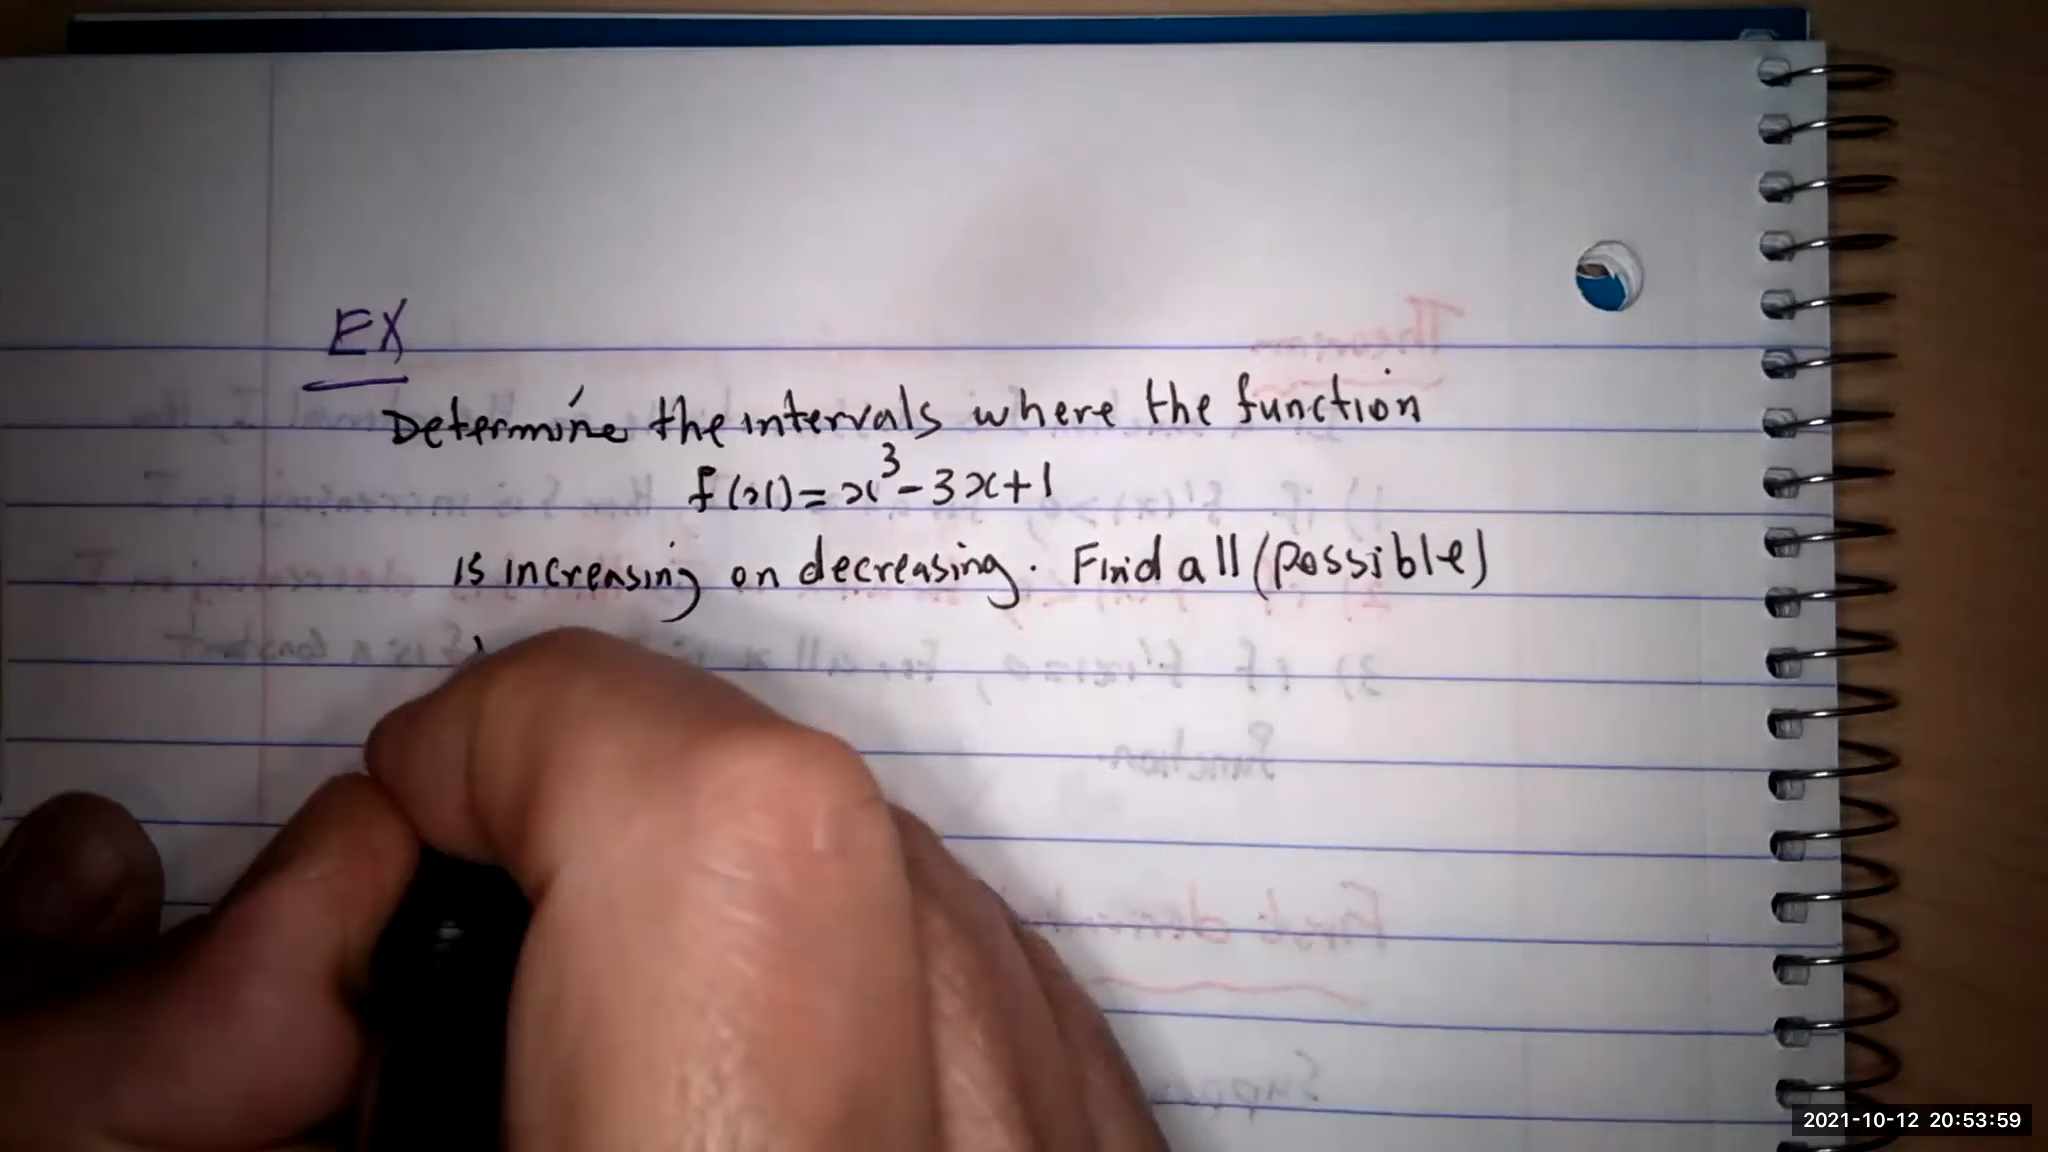 EX
Determine the intervals where the function
f(x)=x³-3x+1
is increasing on decreasing. Find all (possible)
2021-10-12 20:53:59